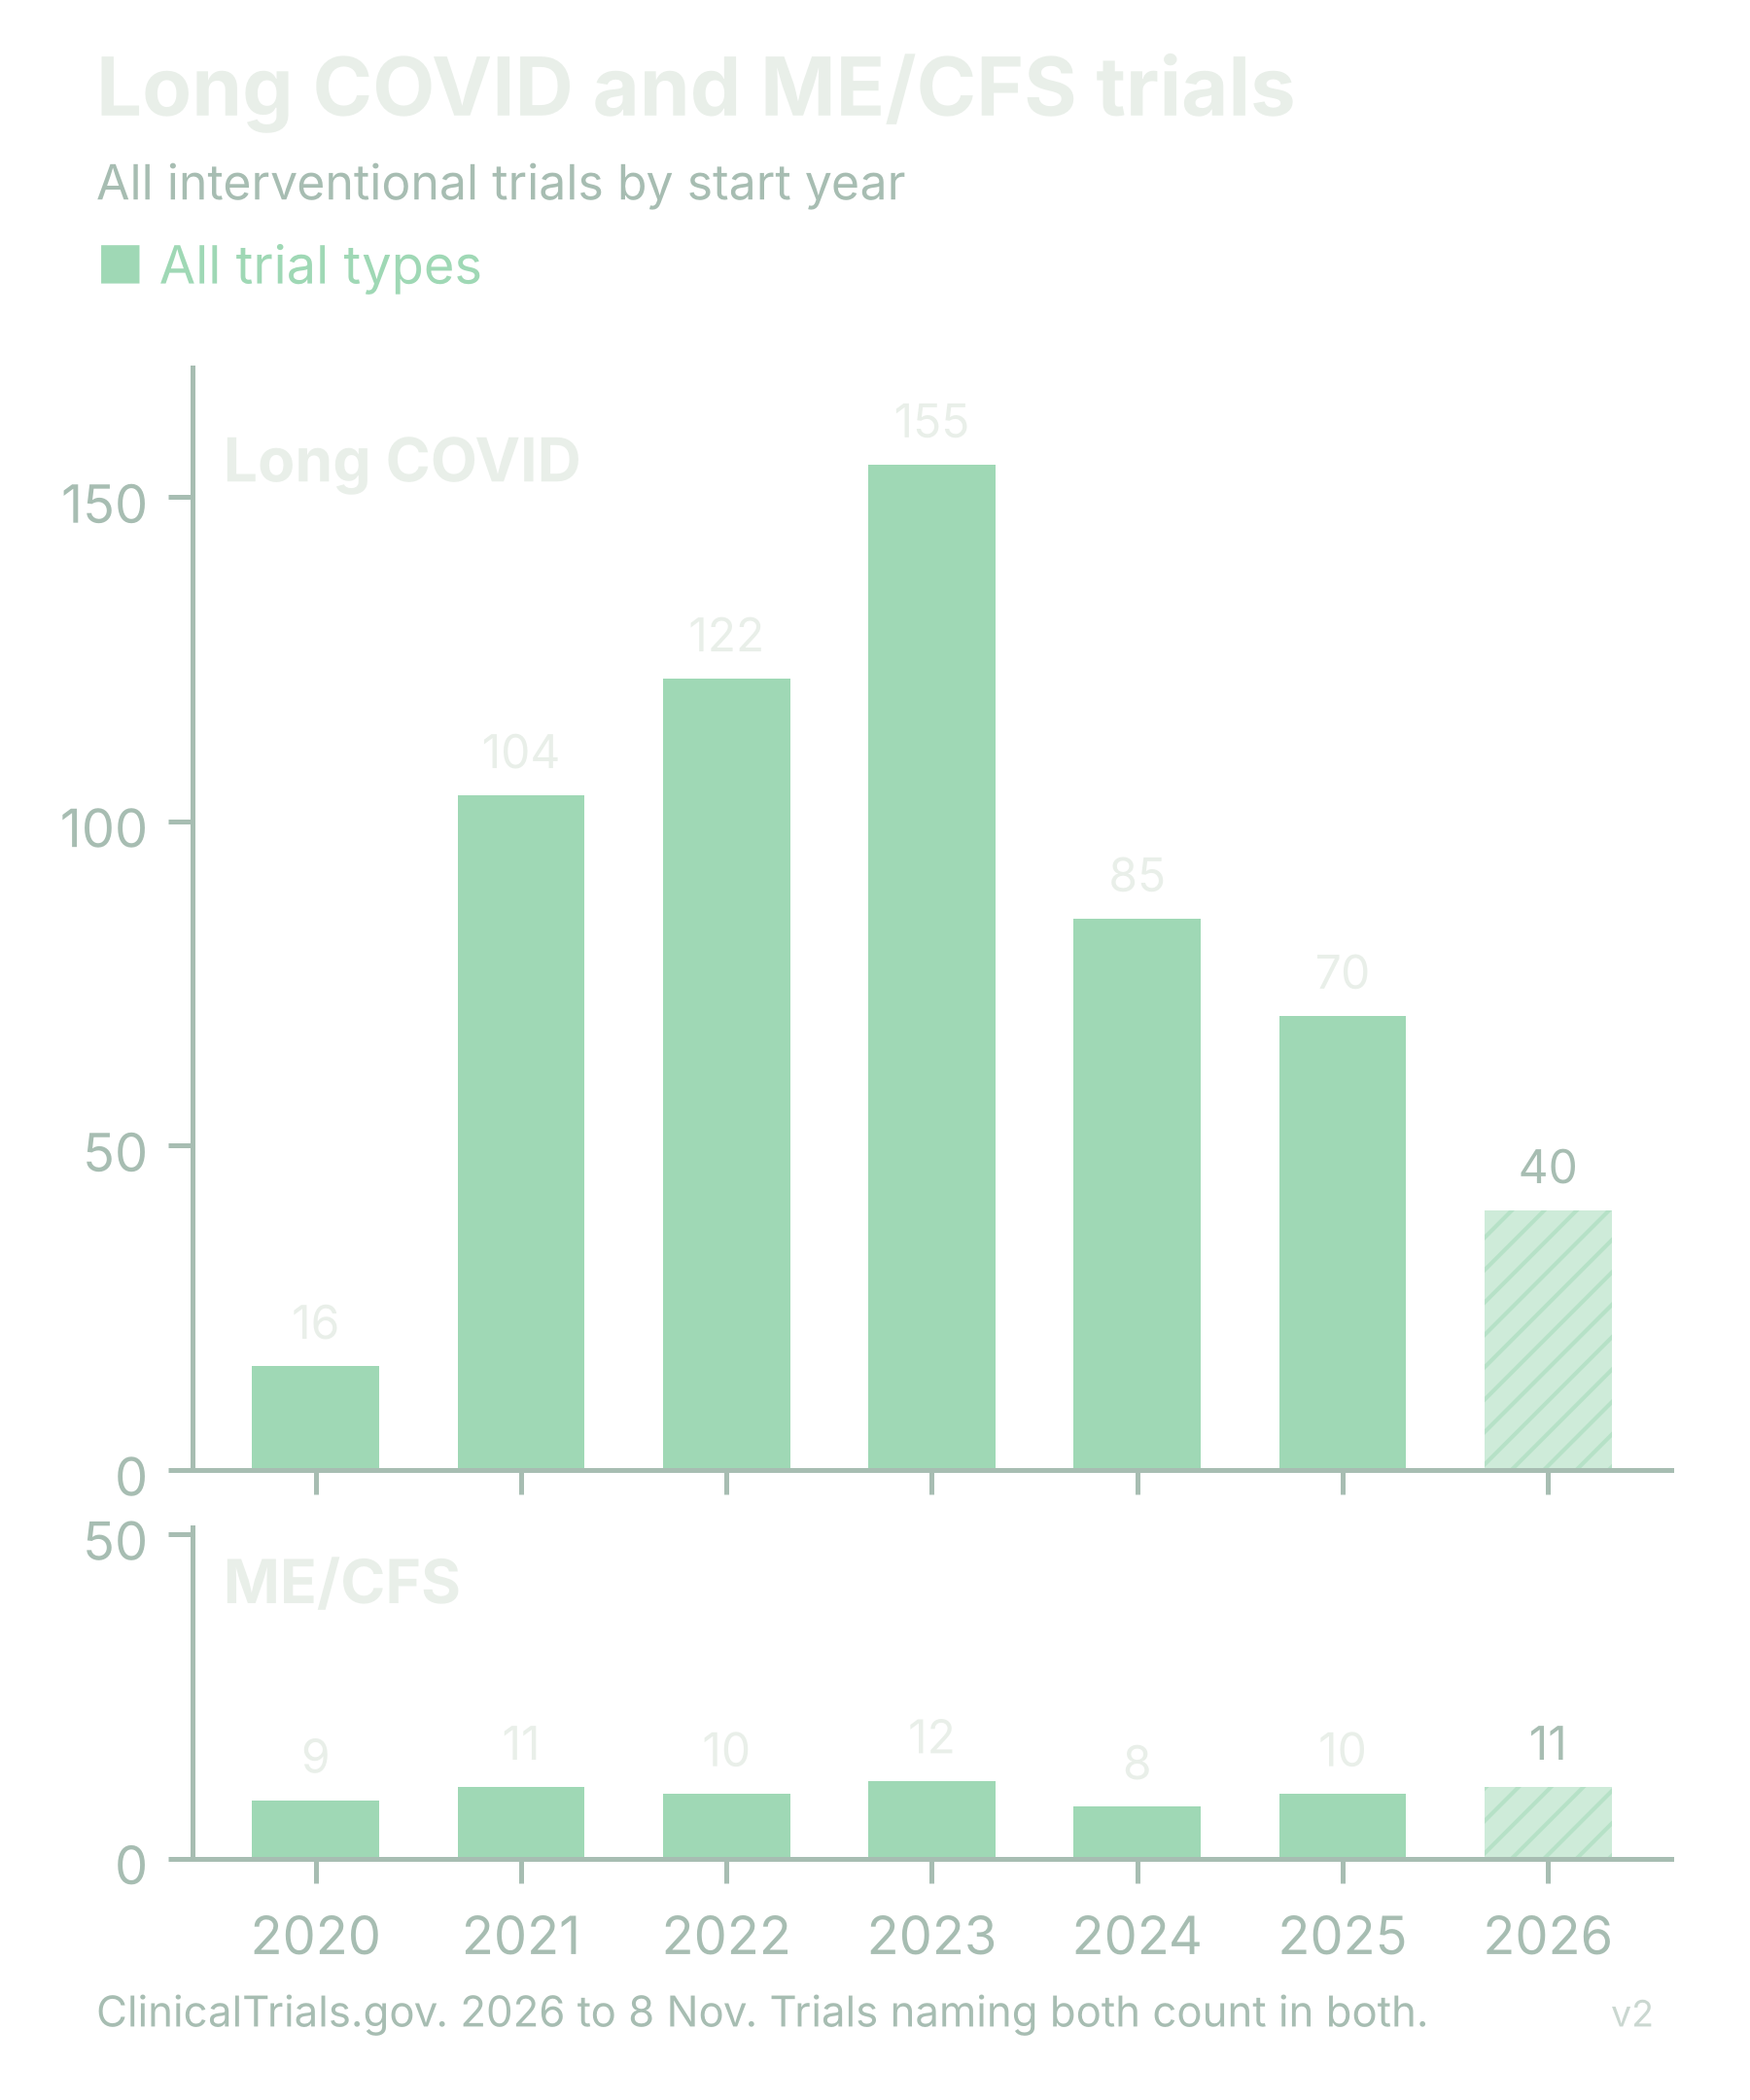 Long COVID and ME/CFS trials
All interventional trials by start year
All trial types
Long COVID
155
150
122
104
100
85
70
50
40
16
0
50
ME/CFS
9 11 10 12 8 10 11
0
2020 2021 2022 2023 2024 2025 2026
ClinicalTrials.gov. 2026 to 8 Nov. Trials naming both count in both. v2